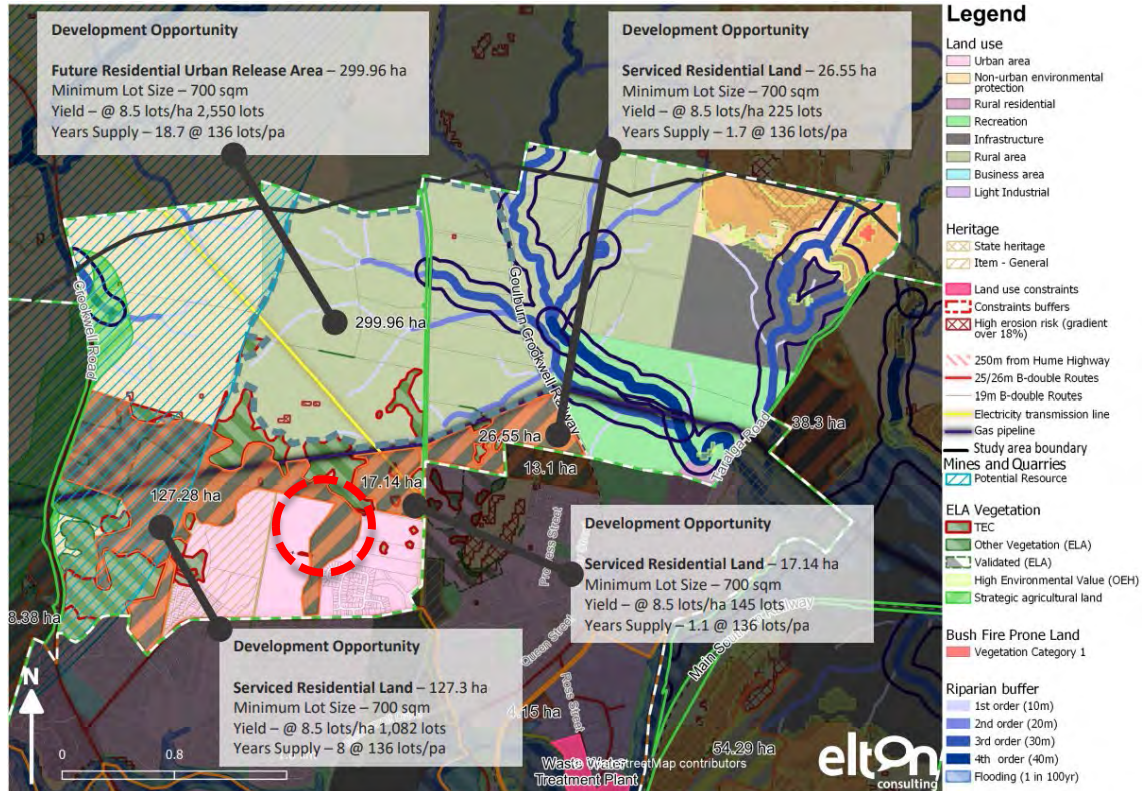 Development Opportunity
Future Residential Urban Release Area – 299.96 ha
Minimum Lot Size – 700 sqm
Yield – @ 8.5 lots/ha 2,550 lots
Years Supply – 18.7 @ 136 lots/pa
Development Opportunity
Serviced Residential Land – 26.55 ha
Minimum Lot Size – 700 sqm
Yield – @ 8.5 lots/ha 225 lots
Years Supply – 1.7 @ 136 lots/pa
Crookwell Road
299.96 ha
Goulburn Crookwell Railway
26.55 ha
13.1 ha
Taralga Road
38.3 ha
127.28 ha
17.14 ha
8.38 ha
Development Opportunity
Serviced Residential Land – 17.14 ha
Minimum Lot Size – 700 sqm
Yield – @ 8.5 lots/ha 145 lots
Years Supply – 1.1 @ 136 lots/pa
Street
Queen Street
Ross Street
Main
Development Opportunity
Serviced Residential Land – 127.3 ha
Minimum Lot Size – 700 sqm
Yield – @ 8.5 lots/ha 1,082 lots
Years Supply – 8 @ 136 lots/pa
4.15 ha
54.29 ha
Waste Water
Treatment Plant
StreetMap contributors
N
0 0.8
elton
consulting
Legend
Land use
Urban area
Non-urban environmental
protection
Rural residential
Recreation
Infrastructure
Rural area
Business area
Light Industrial
Heritage
State heritage
Item - General
Land use constraints
Constraints buffers
High erosion risk (gradient
over 18%)
250m from Hume Highway
25/26m B-double Routes
19m B-double Routes
Electricity transmission line
Gas pipeline
Study area boundary
Mines and Quarries
Potential Resource
ELA Vegetation
TEC
Other Vegetation (ELA)
Validated (ELA)
High Environmental Value (OEH)
Strategic agricultural land
Bush Fire Prone Land
Vegetation Category 1
Riparian buffer
1st order (10m)
2nd order (20m)
3rd order (30m)
4th order (40m)
Flooding (1 in 100yr)